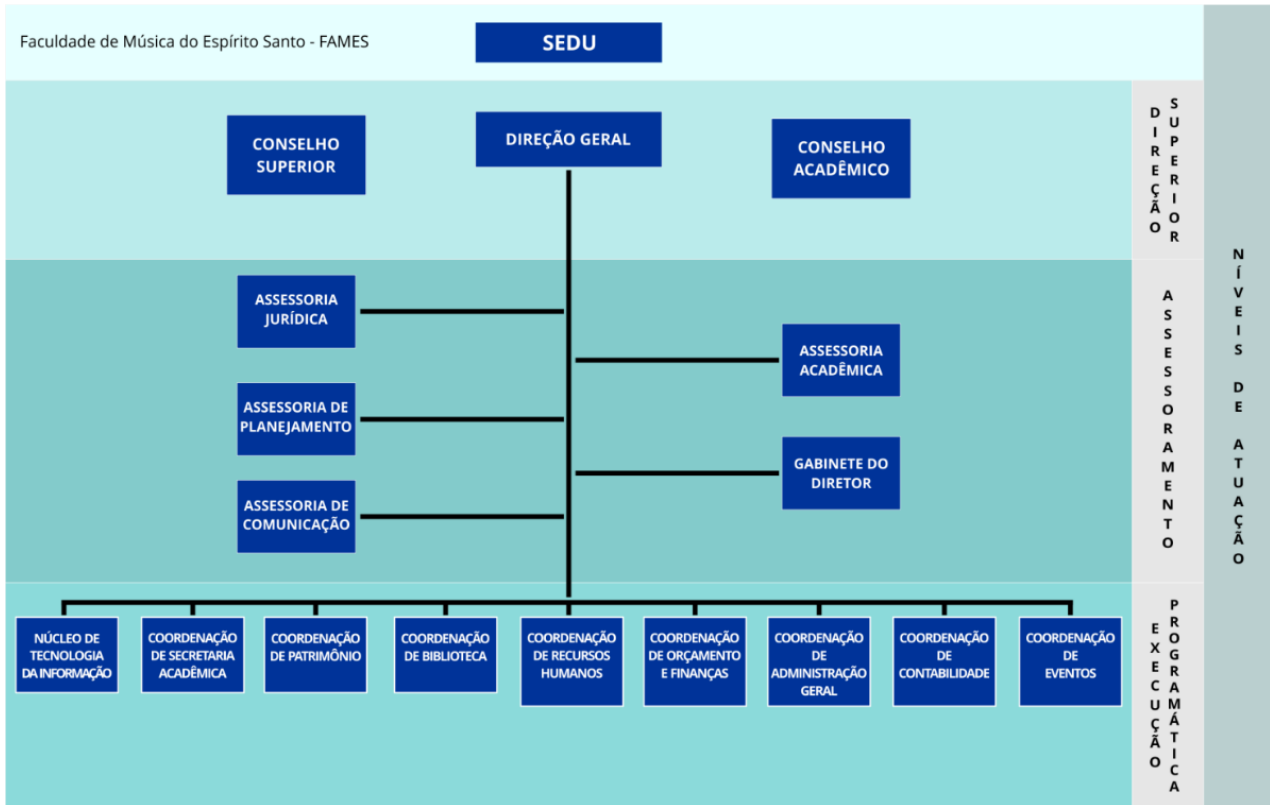 Faculdade de Música do Espírito Santo - FAMES
SEDU
CONSELHO
SUPERIOR
DIREÇÃO GERAL
CONSELHO
ACADÊMICO
DIREÇÃO
SUPERIOR
ASSESSORIA
JURÍDICA
ASSESSORIA
ACADÊMICA
ASSESSORIA DE
PLANEJAMENTO
GABINETE DO
DIRETOR
ASSESSORIA DE
COMUNICAÇÃO
ASSESSORAMENTO
NÚCLEO DE
TECNOLOGIA
DA INFORMAÇÃO
COORDENAÇÃO
DE SECRETARIA
ACADÊMICA
COORDENAÇÃO
DE PATRIMÔNIO
COORDENAÇÃO
DE BIBLIOTECA
COORDENAÇÃO
DE RECURSOS
HUMANOS
COORDENAÇÃO
DE ORÇAMENTO
E FINANÇAS
COORDENAÇÃO
DE
ADMINISTRAÇÃO
GERAL
COORDENAÇÃO
DE
CONTABILIDADE
COORDENAÇÃO
DE
EVENTOS
EXECUÇÃO
PROGRAMÁTICA
NÍVEIS DE ATUAÇÃO